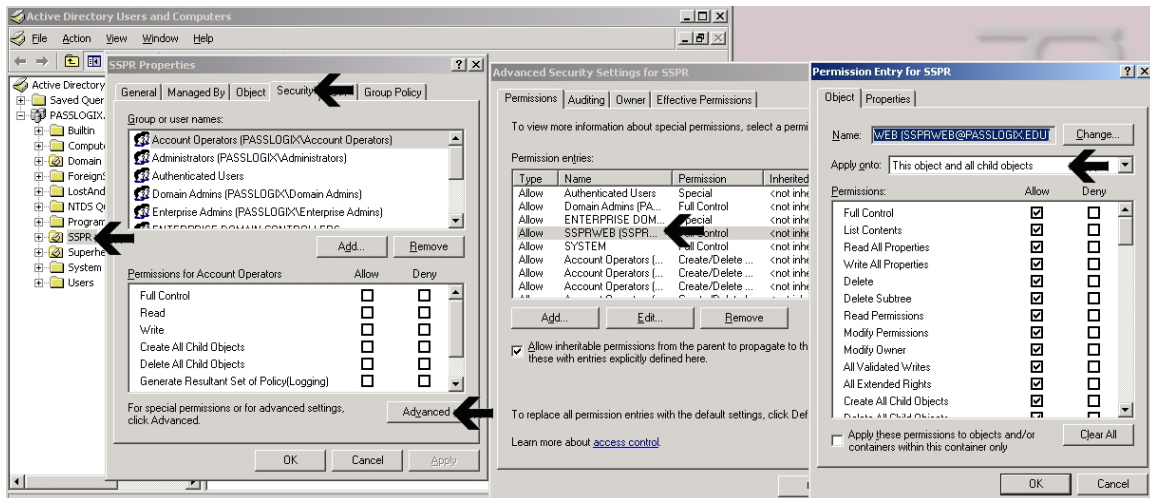 Active Directory Users and Computers
File Action View Window Help
Active Directory
Saved Quer
PASSLOGIX.
Builtin
Compute
Domain
Foreign
LostAnd
NTDS Q
Program
SSPR
Superhe
System
Users
SSPR Properties
General Managed By Object Security Group Policy
Group or user names:
Account Operators (PASSLOGIX\Account Operators)
Administrators (PASSLOGIX\Administrators)
Authenticated Users
Domain Admins (PASSLOGIX\Domain Admins)
Enterprise Admins (PASSLOGIX\Enterprise Admins)
ENTERPRISE DOMAIN CONTROLLERS
Add... Remove
Permissions for Account Operators Allow Deny
Full Control
Read
Write
Create All Child Objects
Delete All Child Objects
Generate Resultant Set of Policy(Logging)
For special permissions or for advanced settings,
click Advanced.
Advanced
OK Cancel Apply
Advanced Security Settings for SSPR
Permissions Auditing Owner Effective Permissions
To view more information about special permissions, select a permi
Permission entries:
Type Name Permission Inherited
Allow Authenticated Users Special <not inhe
Allow Domain Admins (PA... Full Control <not inhe
Allow ENTERPRISE DOM... Special <not inhe
Allow SSPRWEB (SSPR... Full Control <not inhe
Allow SYSTEM Full Control <not inhe
Allow Account Operators (... Create/Delete ... <not inhe
Allow Account Operators (... Create/Delete ... <not inhe
Allow Account Operators (... Create/Delete ... <not inhe
Add... Edit... Remove
Allow inheritable permissions from the parent to propagate to th
these with entries explicitly defined here.
To replace all permission entries with the default settings, click Def
Learn more about access control.
Permission Entry for SSPR
Object Properties
Name: WEB (SSPRWEB@PASSLOGIX.EDU) Change...
Apply onto: This object and all child objects
Permissions: Allow Deny
Full Control
List Contents
Read All Properties
Write All Properties
Delete
Delete Subtree
Read Permissions
Modify Permissions
Modify Owner
All Validated Writes
All Extended Rights
Create All Child Objects
Delete All Child Objects
Apply these permissions to objects and/or
containers within this container only
Clear All
OK Cancel